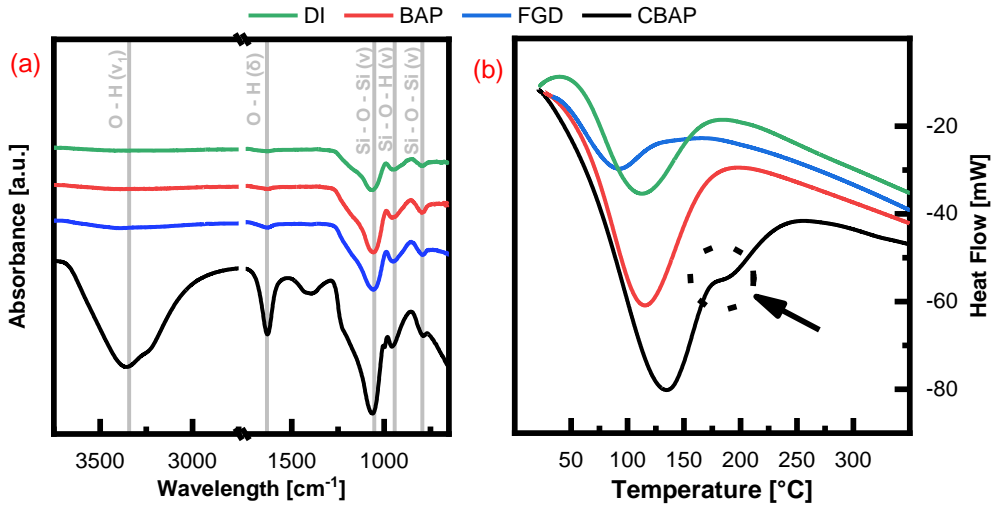 DI BAP FGD CBAP
(a)
O - H (ν₁)
O - H (δ)
Si - O - Si (ν)
Si - O - H (ν)
Si - O - Si (ν)
Absorbance [a.u.]
3500 3000 1500 1000
Wavelength [cm⁻¹]
(b)
-20
-40
-60
-80
Heat Flow [mW]
50 100 150 200 250 300
Temperature [°C]